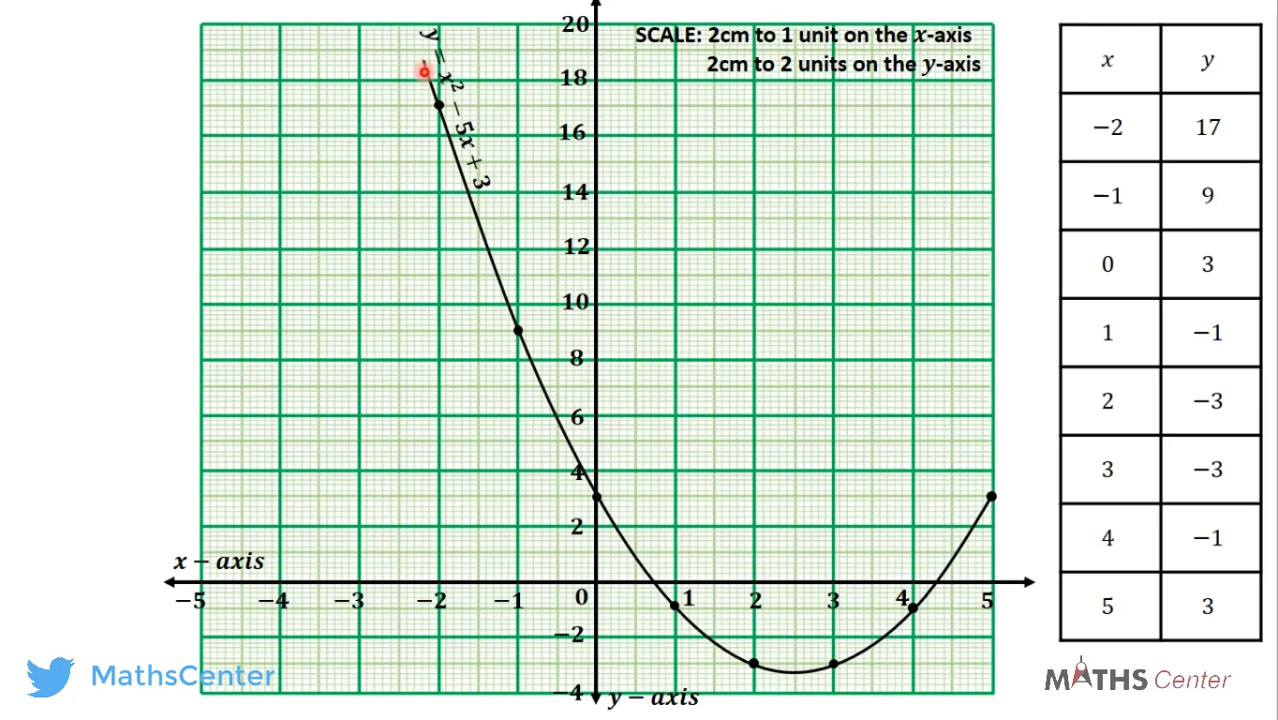 20
SCALE: 2cm to 1 unit on the x-axis
2cm to 2 units on the y-axis
y = x² − 5x + 3
18
16
14
12
10
8
6
4
2
x − axis
−5 −4 −3 −2 −1 0 1 2 3 4 5
−2
−4
y − axis
x y
−2 17
−1 9
0 3
1 −1
2 −3
3 −3
4 −1
5 3
MathsCenter
MATHS Center